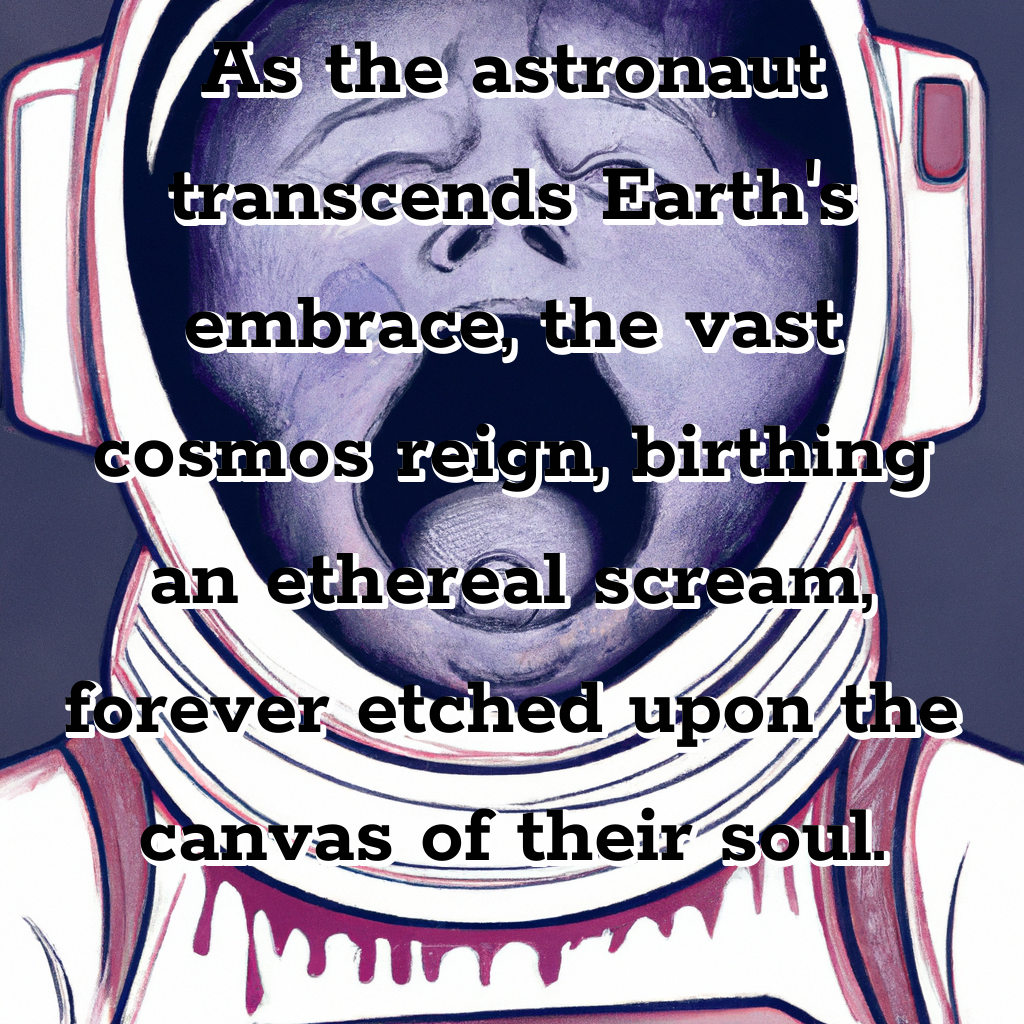 As the astronaut
transcends Earth's
embrace, the vast
cosmos reign, birthing
an ethereal scream,
forever etched upon the
canvas of their soul.